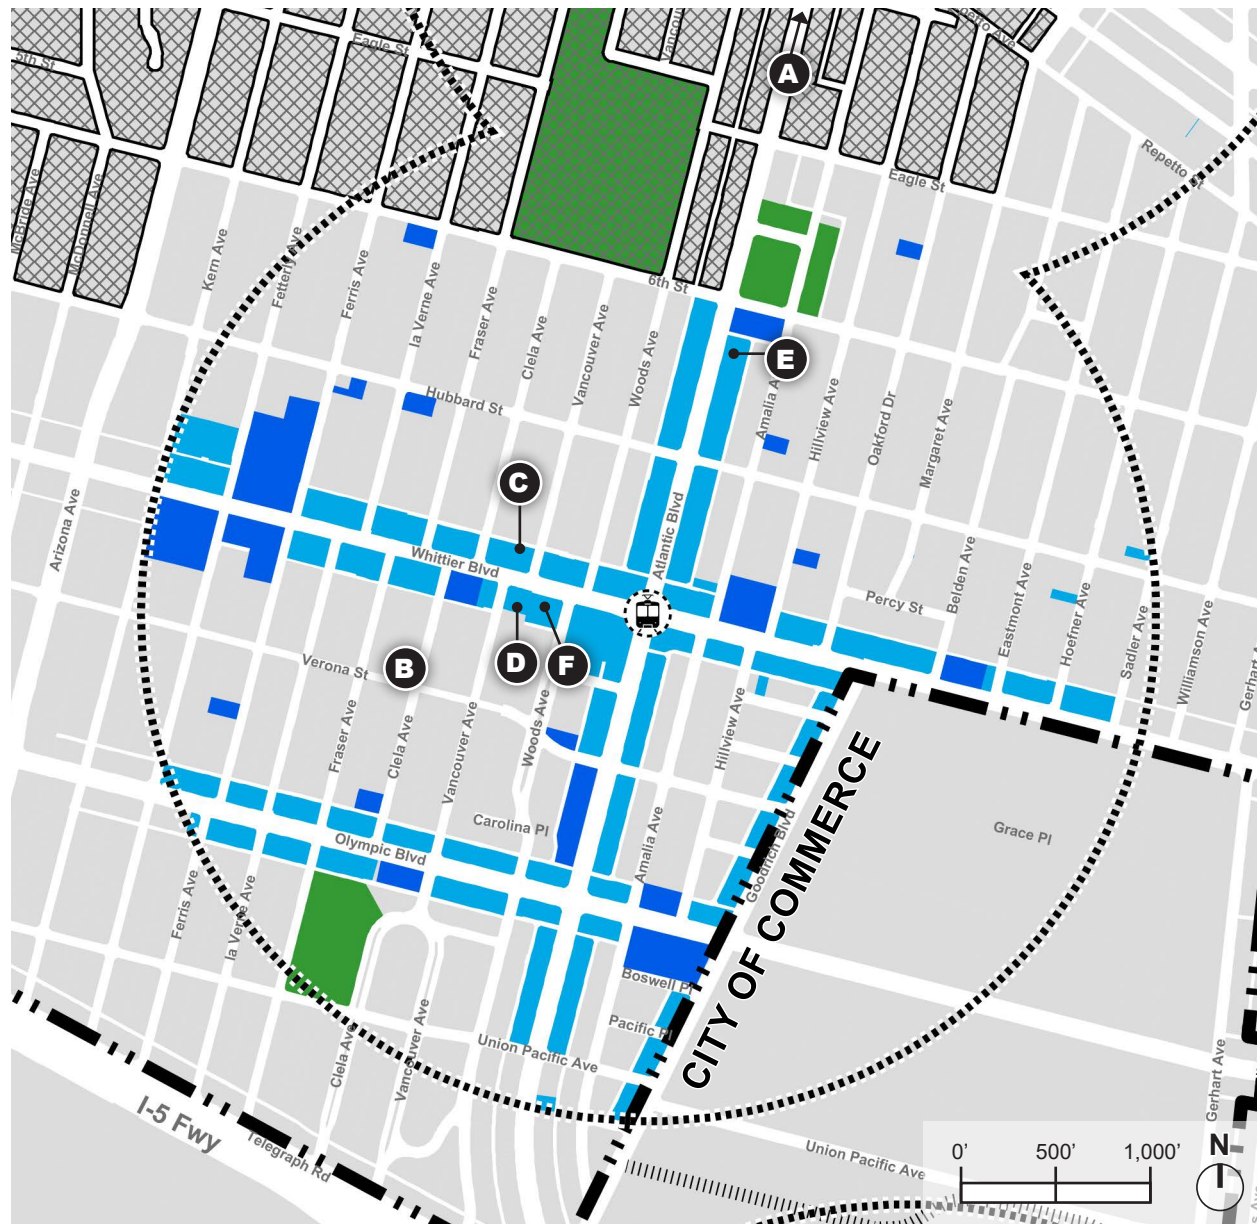 Eagle St
5th St
A
Repetto St
Eagle St
McBride Ave
McDonnell Ave
Kern Ave
Fetterly Ave
Ferris Ave
la Verne Ave
Fraser Ave
Clela Ave
Vancouver Ave
Woods Ave
6th St
E
Hubbard St
Hillview Ave
Oakford Dr
Margaret Ave
C
Arizona Ave
Whittier Blvd
Atlantic Blvd
Percy St
Belden Ave
Eastmont Ave
Hoefner Ave
Sadler Ave
Williamson Ave
D
F
B
Verona St
Fraser Ave
Clela Ave
Vancouver Ave
Woods Ave
Hillview Ave
CITY OF COMMERCE
Carolina Pl
Olympic Blvd
Amalia Ave
Goodrich Blvd
Grace Pl
Ferris Ave
la Verne Ave
Boswell Pl
Pacific Pl
Clela Ave
Vancouver Ave
Union Pacific Ave
Gerhart Ave
I-5 Fwy
Telegraph Rd
Union Pacific Ave
0' 500' 1,000'
N